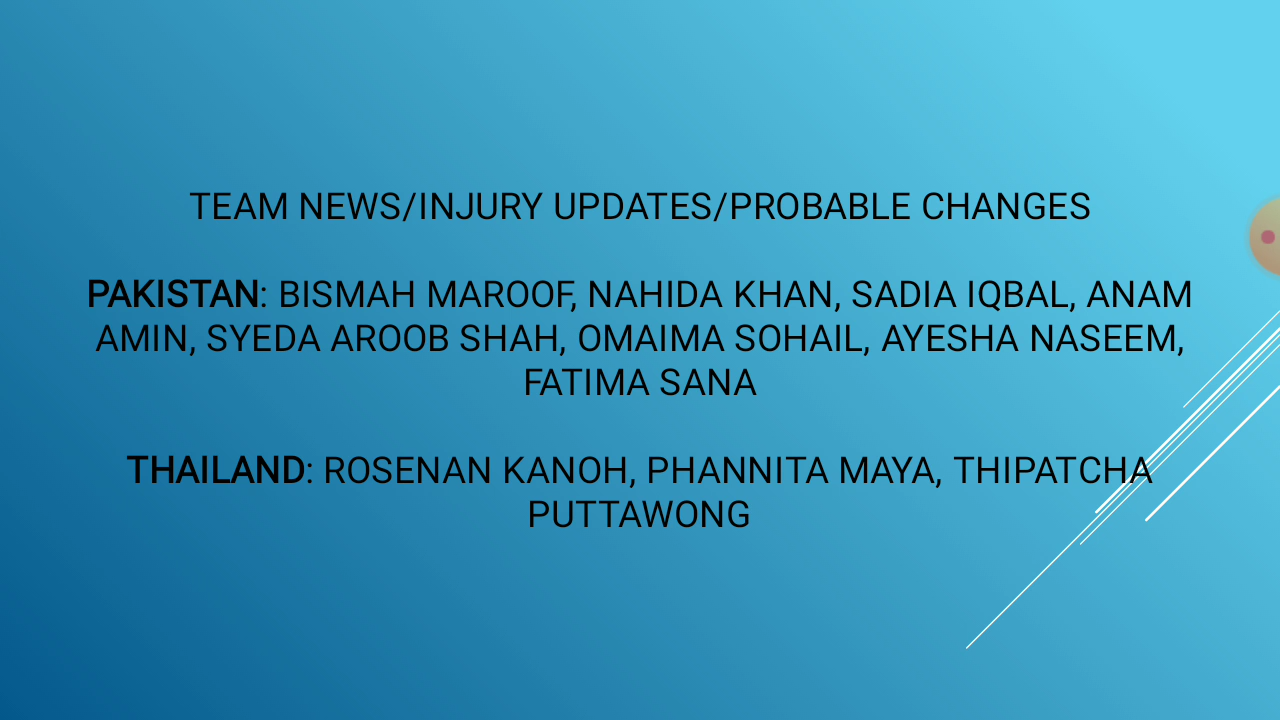 TEAM NEWS/INJURY UPDATES/PROBABLE CHANGES
PAKISTAN: BISMAH MAROOF, NAHIDA KHAN, SADIA IQBAL, ANAM
AMIN, SYEDA AROOB SHAH, OMAIMA SOHAIL, AYESHA NASEEM,
FATIMA SANA
THAILAND: ROSENAN KANOH, PHANNITA MAYA, THIPATCHA
PUTTAWONG